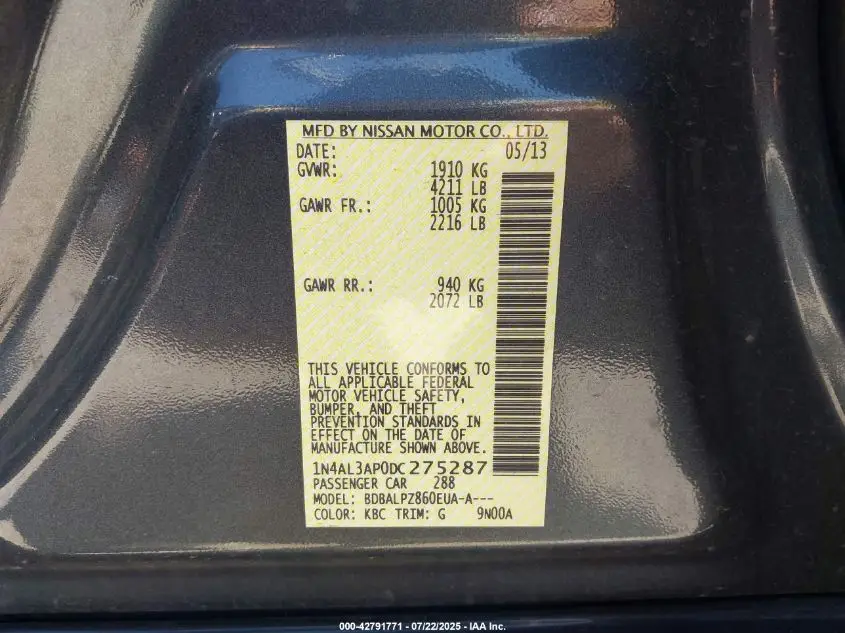 MFD BY NISSAN MOTOR CO., LTD.
DATE: 05/13
GVWR: 1910 KG
4211 LB
GAWR FR.: 1005 KG
2216 LB
GAWR RR.: 940 KG
2072 LB
THIS VEHICLE CONFORMS TO
ALL APPLICABLE FEDERAL
MOTOR VEHICLE SAFETY,
BUMPER, AND THEFT
PREVENTION STANDARDS IN
EFFECT ON THE DATE OF
MANUFACTURE SHOWN ABOVE.
1N4AL3AP0DC275287
PASSENGER CAR 288
MODEL: BDBALPZ860EUA-A---
COLOR: KBC TRIM: G 9N00A
000-42791771 - 07/22/2025 - IAA Inc.